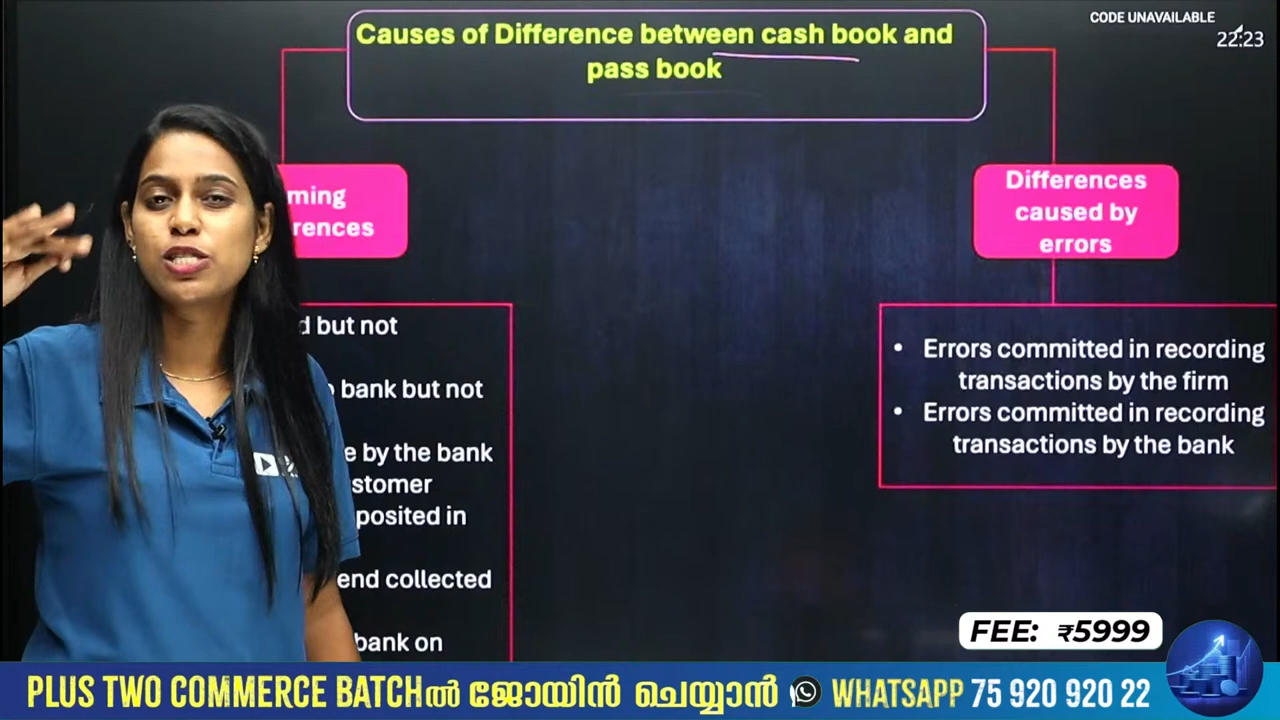 CODE UNAVAILABLE
22:23
Causes of Difference between cash book and
pass book
ming
rences
Differences
caused by
errors
d but not
bank but not
e by the bank
stomer
posited in
end collected
bank on
• Errors committed in recording
transactions by the firm
• Errors committed in recording
transactions by the bank
FEE: ₹5999
PLUS TWO COMMERCE BATCHൽ ജോയിൻ ചെയ്യാൻ WHATSAPP 75 920 920 22